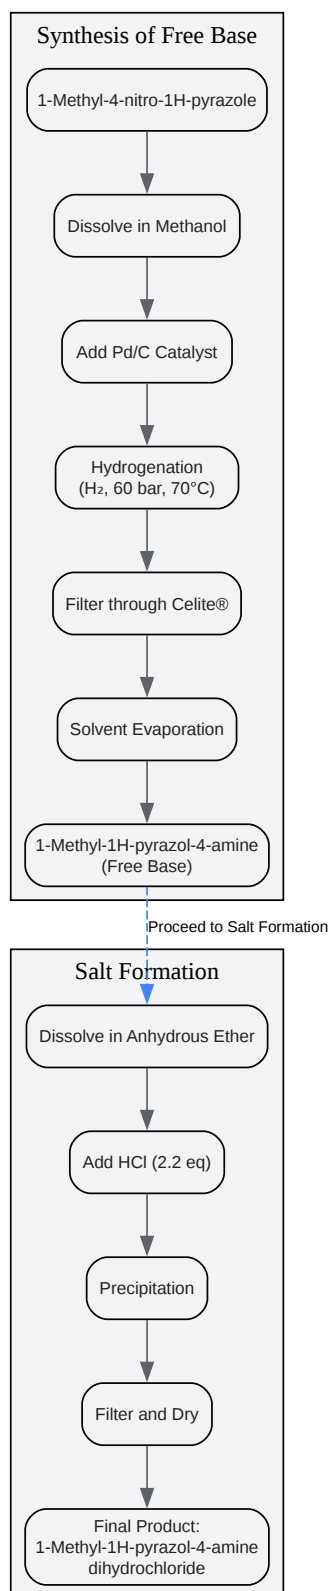 Synthesis of Free Base
1-Methyl-4-nitro-1H-pyrazole
Dissolve in Methanol
Add Pd/C Catalyst
Hydrogenation
(H₂, 60 bar, 70°C)
Filter through Celite®
Solvent Evaporation
1-Methyl-1H-pyrazol-4-amine
(Free Base)
Proceed to Salt Formation
Salt Formation
Dissolve in Anhydrous Ether
Add HCl (2.2 eq)
Precipitation
Filter and Dry
Final Product:
1-Methyl-1H-pyrazol-4-amine
dihydrochloride